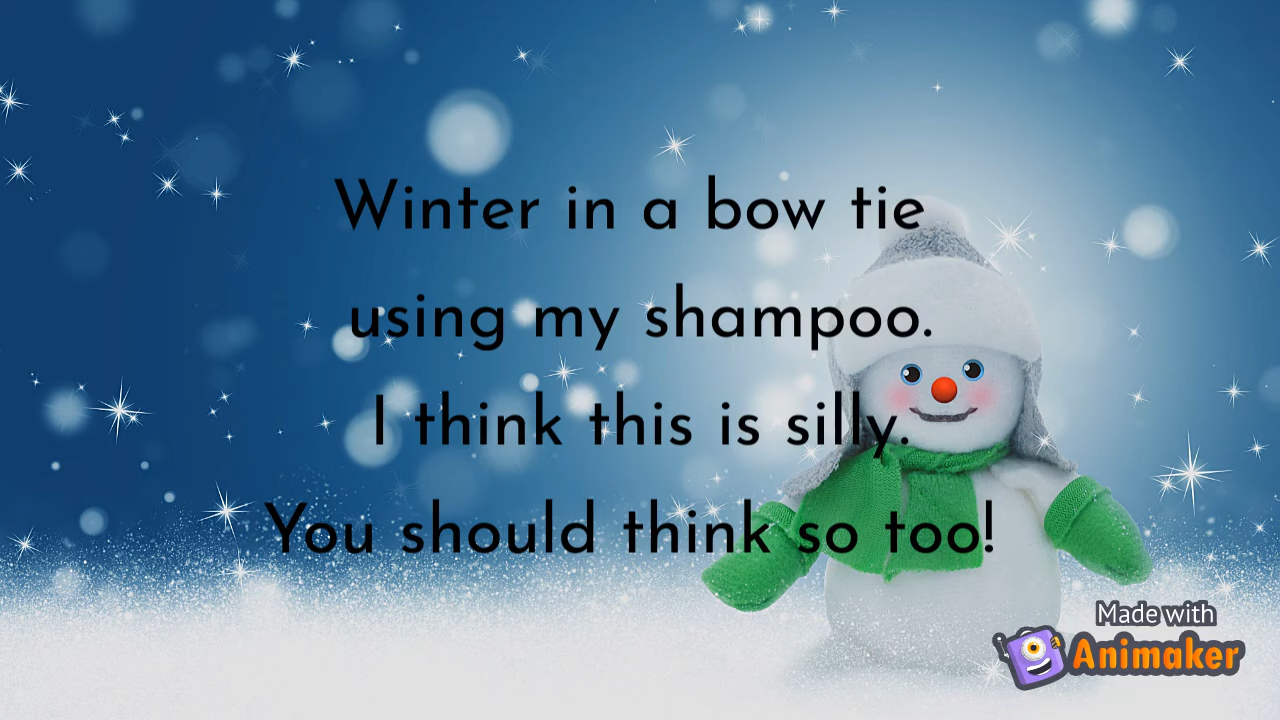 Winter in a bow tie
using my shampoo.
I think this is silly.
You should think so too!
Made with
Animaker